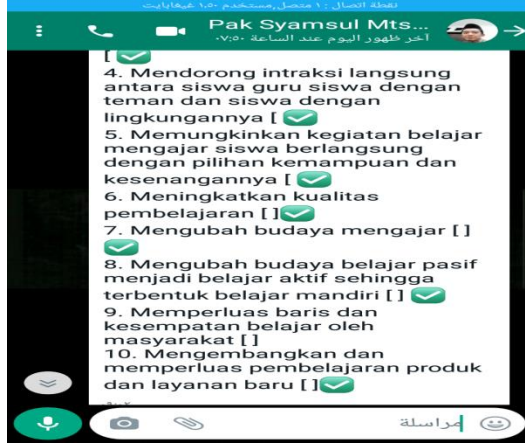 نقطة اتصال : ١ متصل,مستخدم ١,٥٠ غيغابايت
Pak Syamsul Mts...
آخر ظهور اليوم عند الساعة ٠٧:٥٠
[ ✅
4. Mendorong intraksi langsung
antara siswa guru siswa dengan
teman dan siswa dengan
lingkungannya [ ✅
5. Memungkinkan kegiatan belajar
mengajar siswa berlangsung
dengan pilihan kemampuan dan
kesenangannya [ ✅
6. Meningkatkan kualitas
pembelajaran [ ]✅
7. Mengubah budaya mengajar [ ]
✅
8. Mengubah budaya belajar pasif
menjadi belajar aktif sehingga
terbentuk belajar mandiri [ ] ✅
9. Memperluas baris dan
kesempatan belajar oleh
masyarakat [ ]
10. Mengembangkan dan
memperluas pembelajaran produk
dan layanan baru [ ]✅
مراسلة